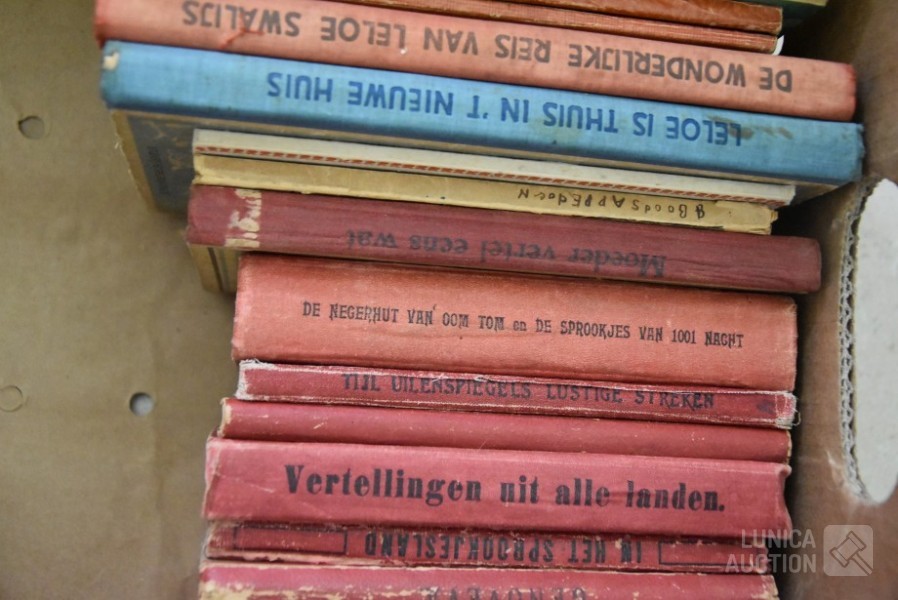 DE WONDERLIJKE REIS VAN LELOE SWALIJS
LELOE IS THUIS IN 'T NIEUWE HUIS
Moeder vertel eens wat
DE NEGERHUT VAN OOM TOM en DE SPROOKJES VAN 1001 NACHT
TIJL UILENSPIEGELS LUSTIGE STREKEN
Vertellingen uit alle landen.
IN HET SPROOKJESLAND
LUNICA
AUCTION